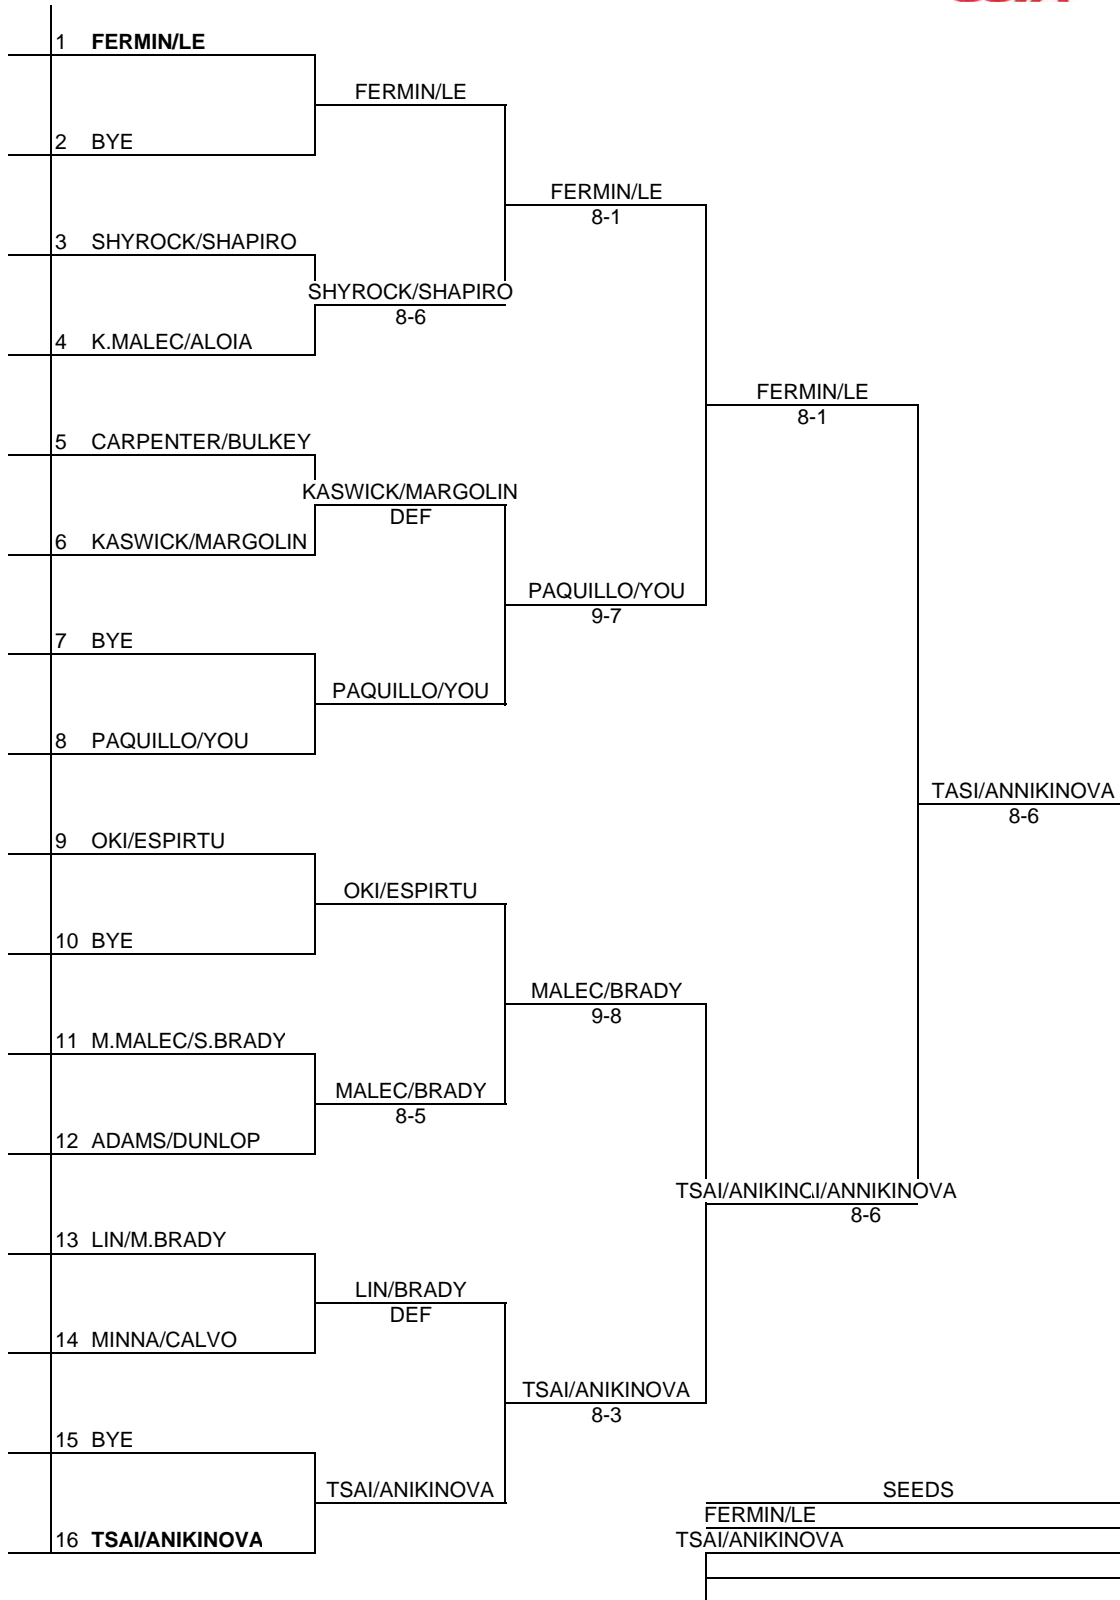 1 FERMIN/LE
FERMIN/LE
2 BYE
FERMIN/LE
8-1
3 SHYROCK/SHAPIRO
SHYROCK/SHAPIRO
8-6
4 K.MALEC/ALOIA
FERMIN/LE
8-1
5 CARPENTER/BULKEY
KASWICK/MARGOLIN
DEF
6 KASWICK/MARGOLIN
PAQUILLO/YOU
9-7
7 BYE
PAQUILLO/YOU
8 PAQUILLO/YOU
TASI/ANNIKINOVA
8-6
9 OKI/ESPIRTU
OKI/ESPIRTU
10 BYE
MALEC/BRADY
9-8
11 M.MALEC/S.BRADY
MALEC/BRADY
8-5
12 ADAMS/DUNLOP
TSAI/ANIKINC I/ANNIKINOVA
8-6
13 LIN/M.BRADY
LIN/BRADY
DEF
14 MINNA/CALVO
TSAI/ANIKINOVA
8-3
15 BYE
TSAI/ANIKINOVA
16 TSAI/ANIKINOVA
SEEDS
FERMIN/LE
TSAI/ANIKINOVA